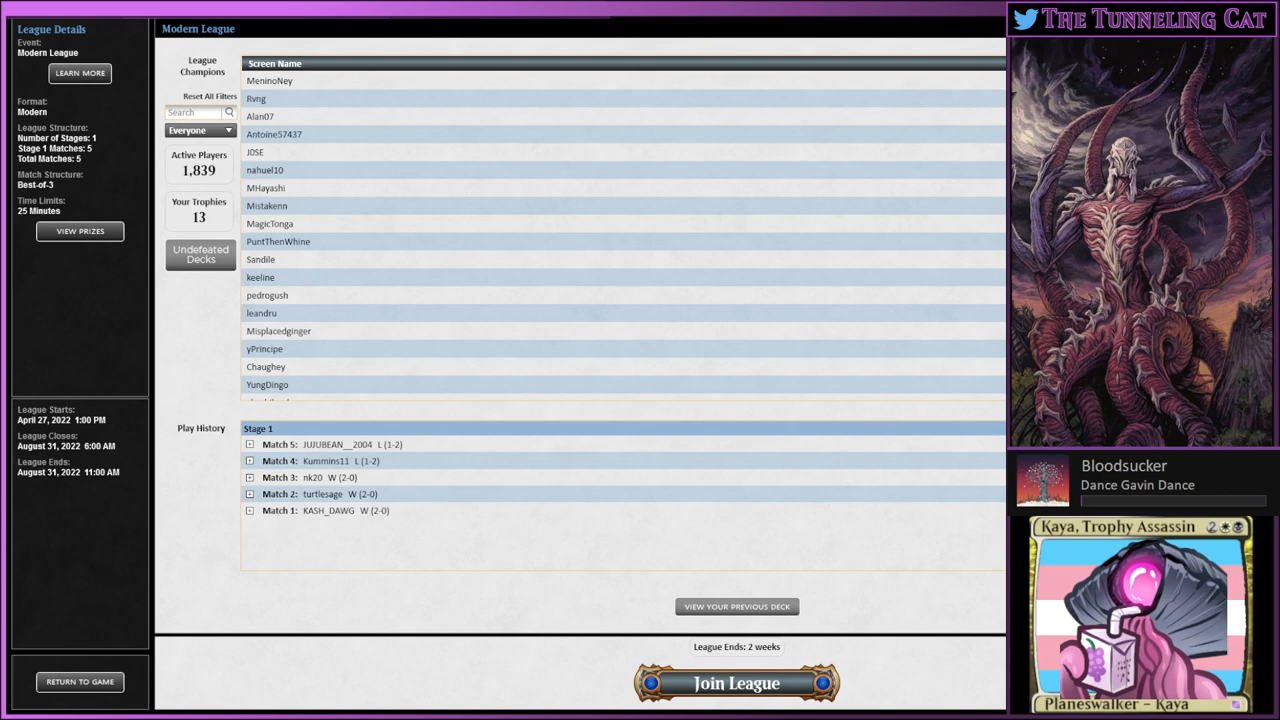 League Details
Event:
Modern League
LEARN MORE
Format:
Modern
League Structure:
Number of Stages: 1
Stage 1 Matches: 5
Total Matches: 5
Match Structure:
Best-of-3
Time Limits:
25 Minutes
VIEW PRIZES
League Starts:
April 27, 2022 1:00 PM
League Closes:
August 31, 2022 6:00 AM
League Ends:
August 31, 2022 11:00 AM
RETURN TO GAME
Modern League
League
Champions
Reset All Filters
Search
Everyone
Active Players
1,839
Your Trophies
13
Undefeated
Decks
Screen Name
MeninoNey
Rvng
Alan07
Antoine57437
J0SE
nahuel10
MHayashi
Mistakenn
MagicTonga
PuntThenWhine
Sandile
keeline
pedrogush
leandru
Misplacedginger
yPrincipe
Chaughey
YungDingo
Play History
Stage 1
Match 5: JUJUBEAN__2004 L (1-2)
Match 4: Kummins11 L (1-2)
Match 3: nk20 W (2-0)
Match 2: turtlesage W (2-0)
Match 1: KASH_DAWG W (2-0)
VIEW YOUR PREVIOUS DECK
League Ends: 2 weeks
Join League
The Tunneling Cat
Bloodsucker
Dance Gavin Dance
Kaya, Trophy Assassin 2
Planeswalker – Kaya